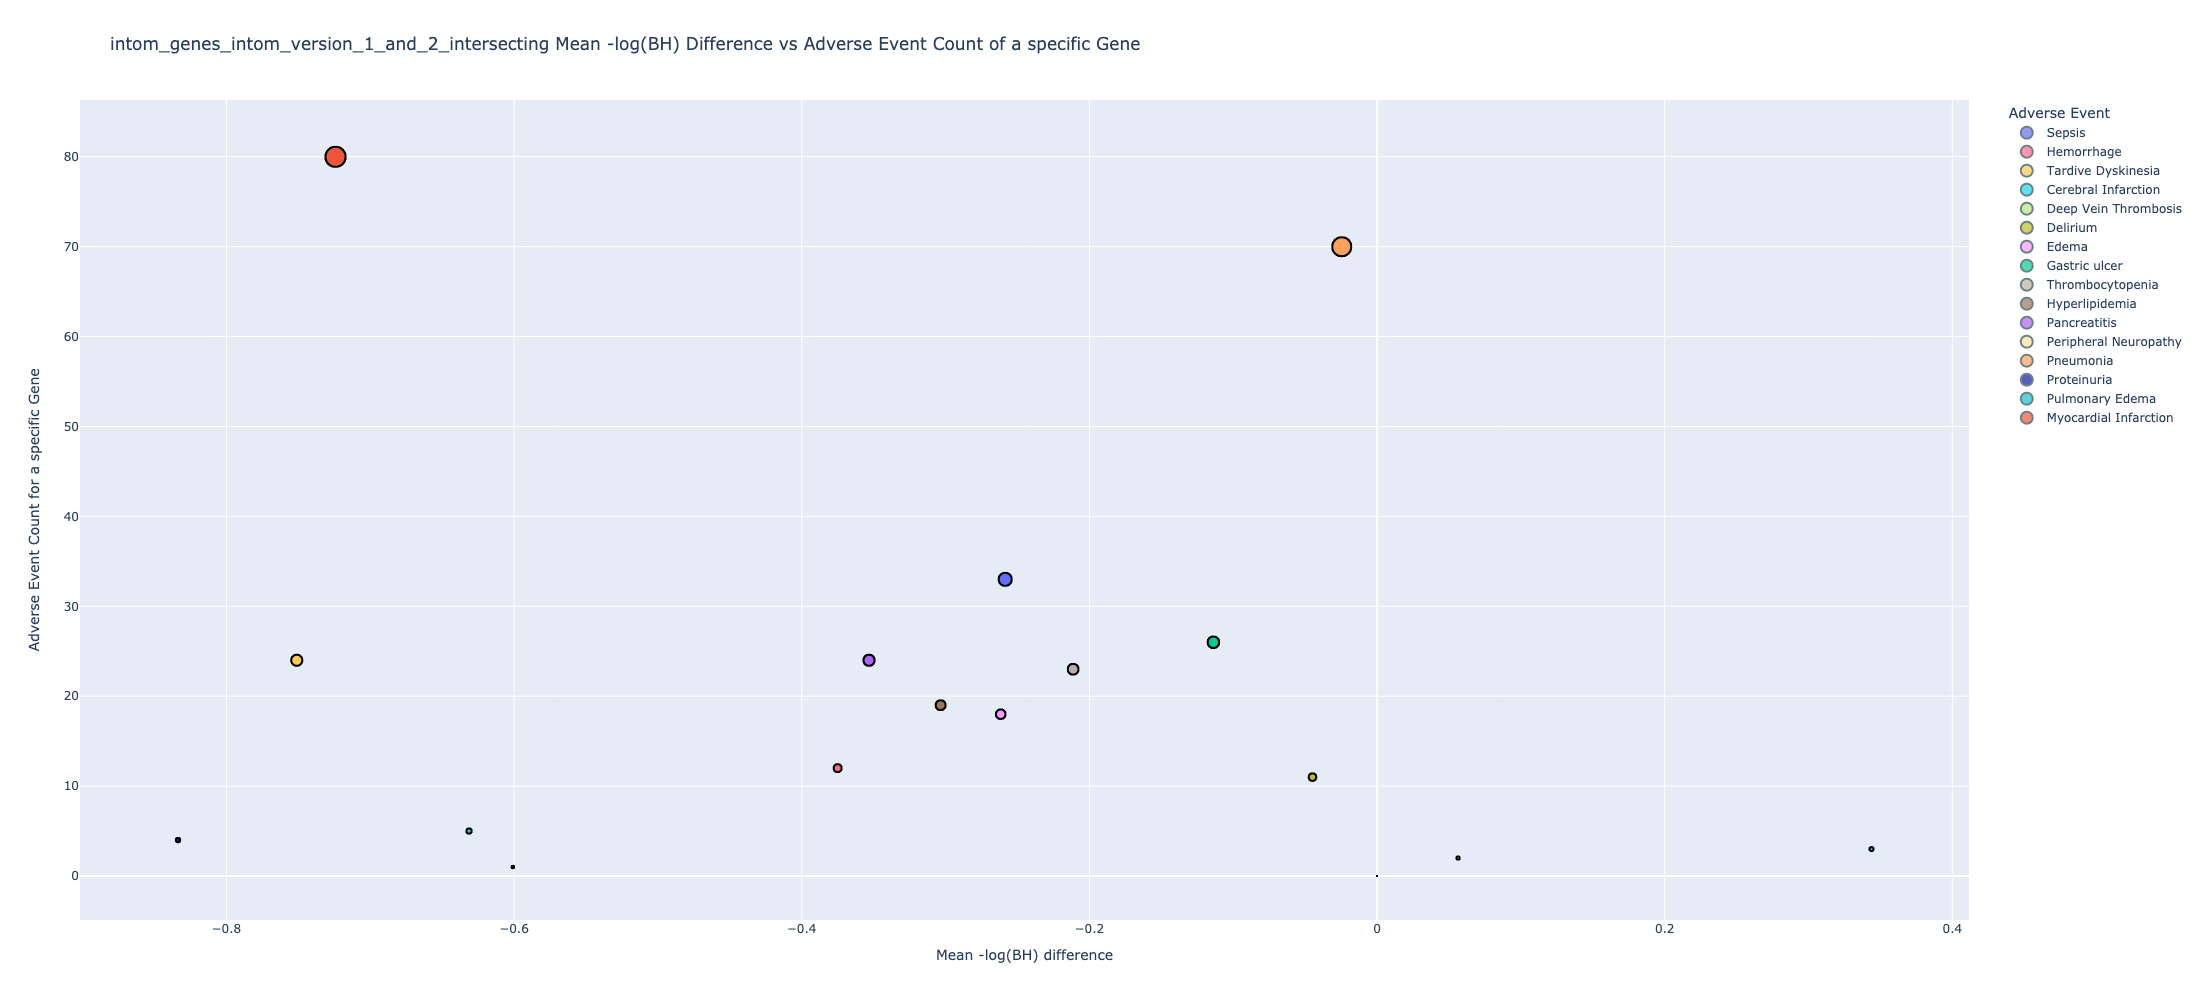 intom_genes_intom_version_1_and_2_intersecting Mean -log(BH) Difference vs Adverse Event Count of a specific Gene
Adverse Event
Sepsis
Hemorrhage
Tardive Dyskinesia
Cerebral Infarction
Deep Vein Thrombosis
Delirium
Edema
Gastric ulcer
Thrombocytopenia
Hyperlipidemia
Pancreatitis
Peripheral Neuropathy
Pneumonia
Proteinuria
Pulmonary Edema
Myocardial Infarction
Adverse Event Count for a specific Gene
80
70
60
50
40
30
20
10
0
−0.8 −0.6 −0.4 −0.2 0 0.2 0.4
Mean -log(BH) difference